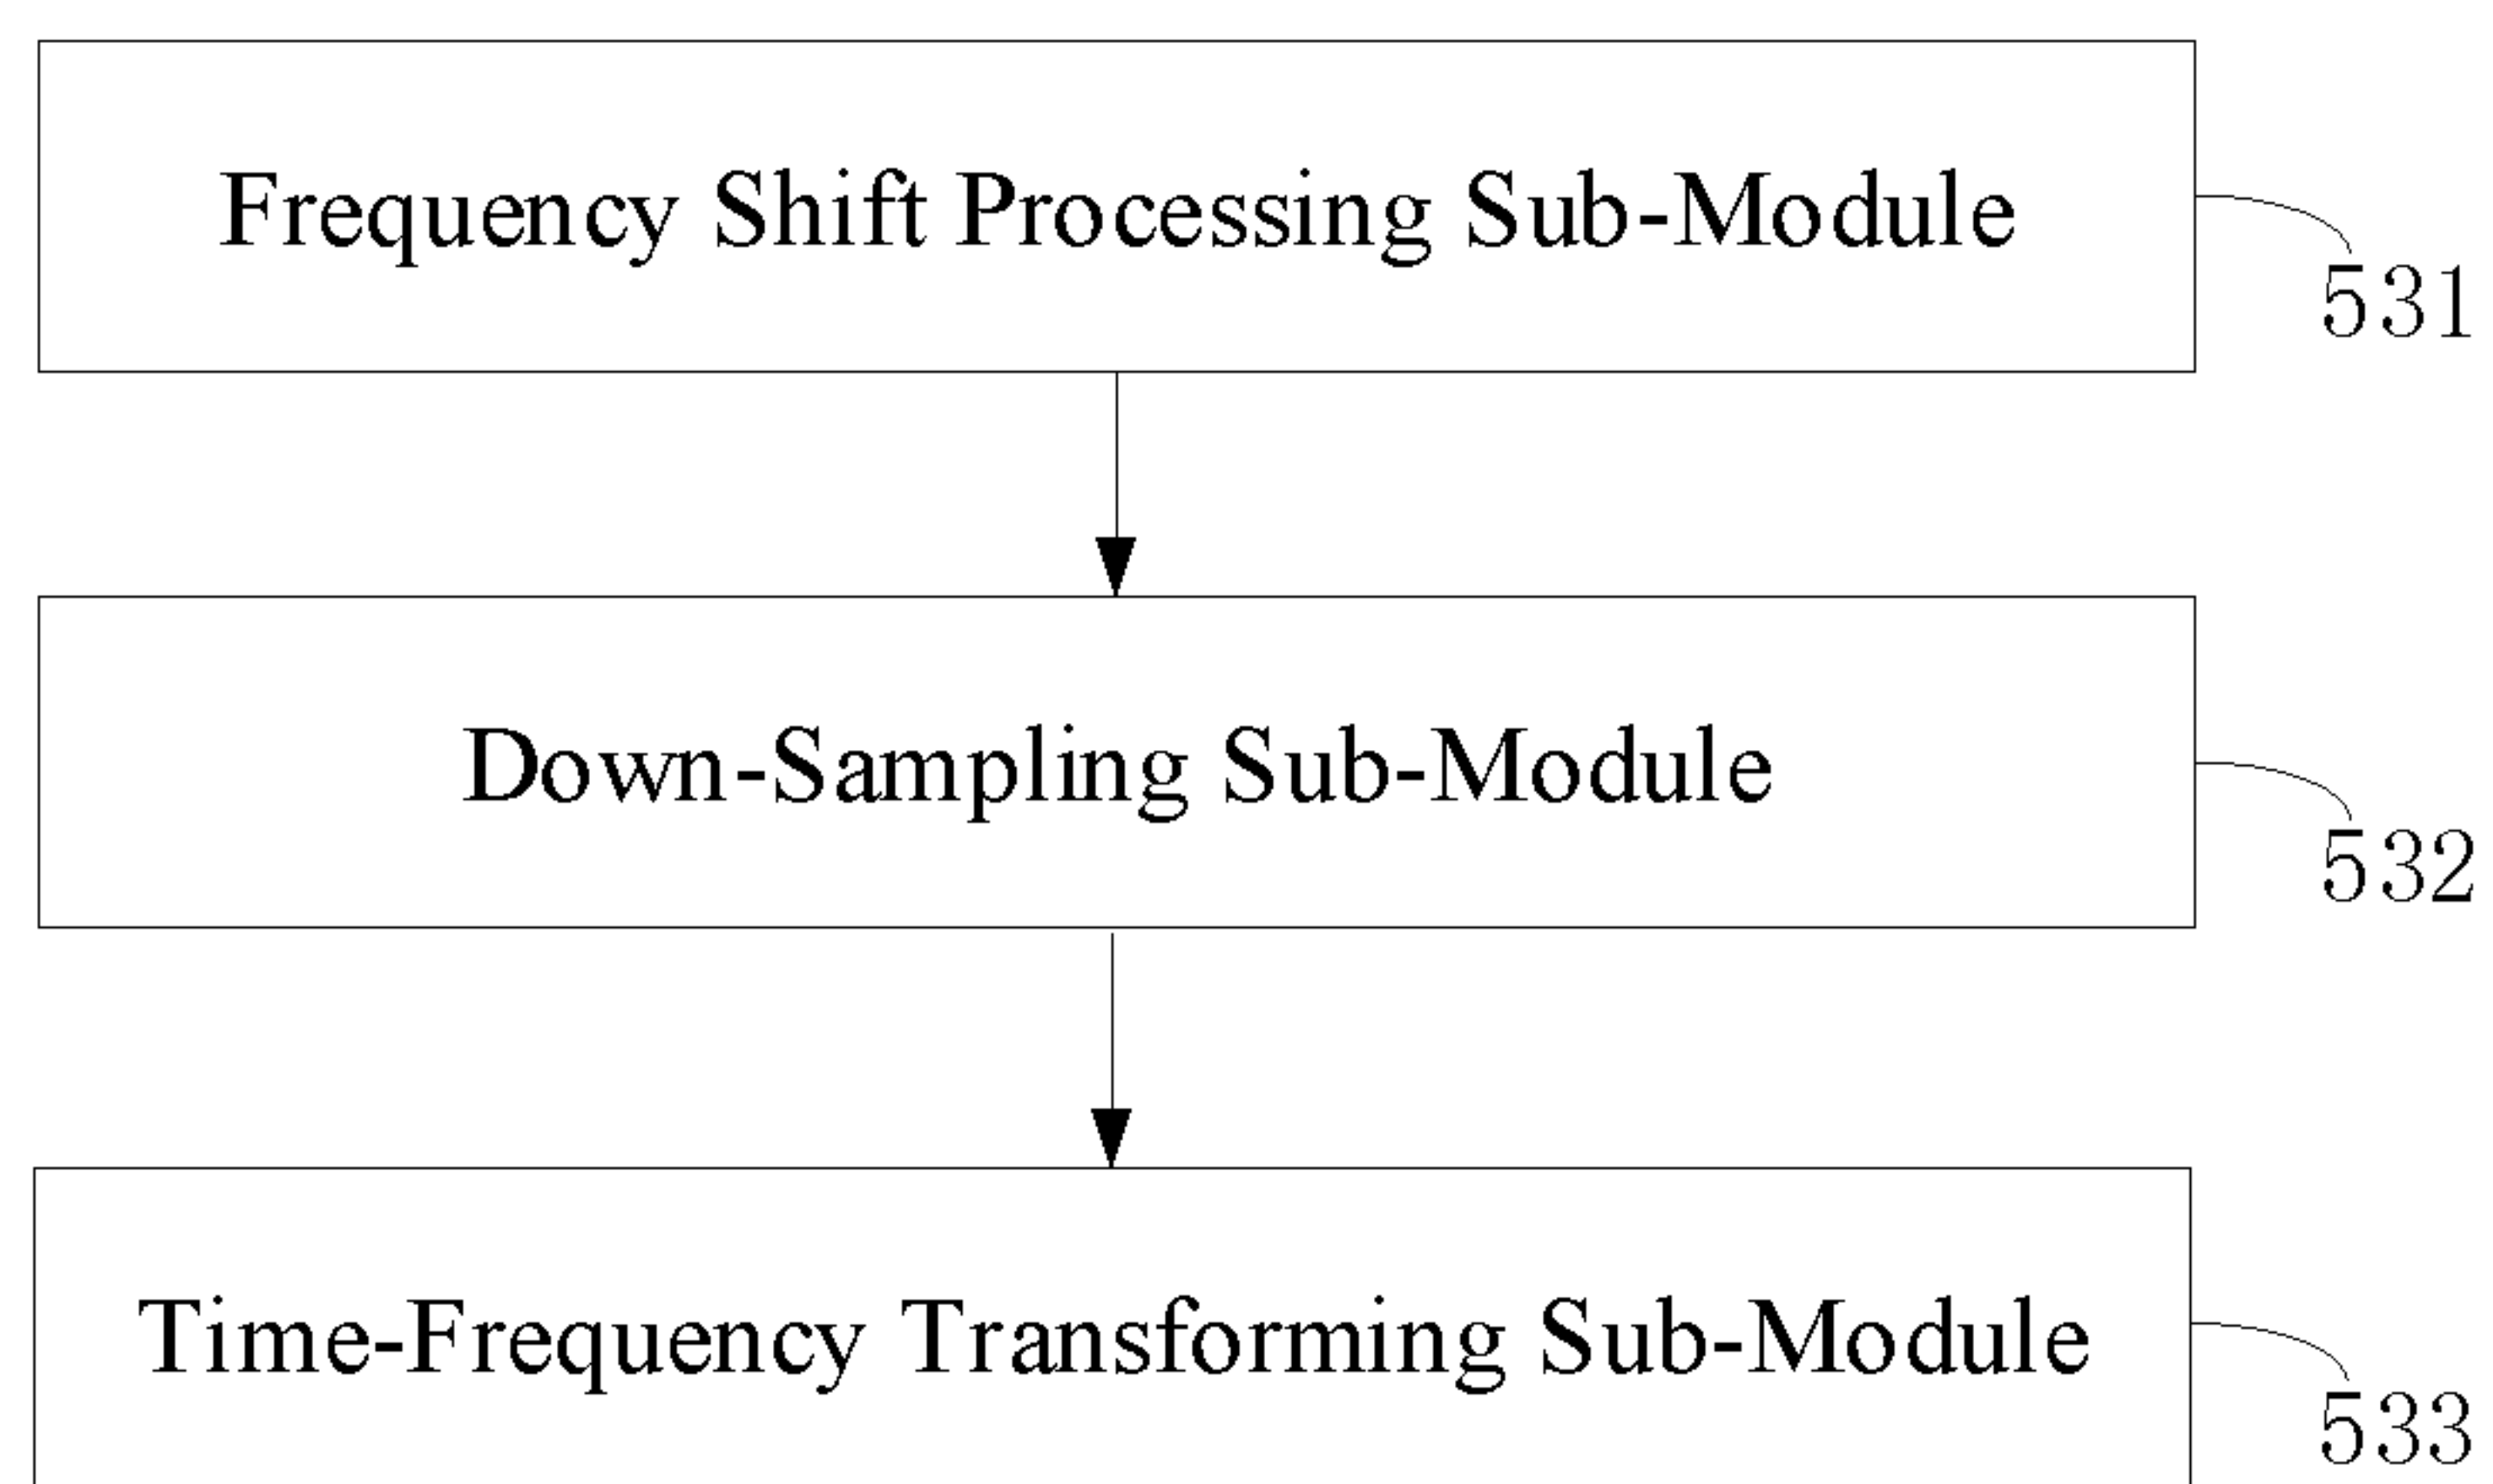 Frequency Shift Processing Sub-Module
531
Down-Sampling Sub-Module
532
Time-Frequency Transforming Sub-Module
533